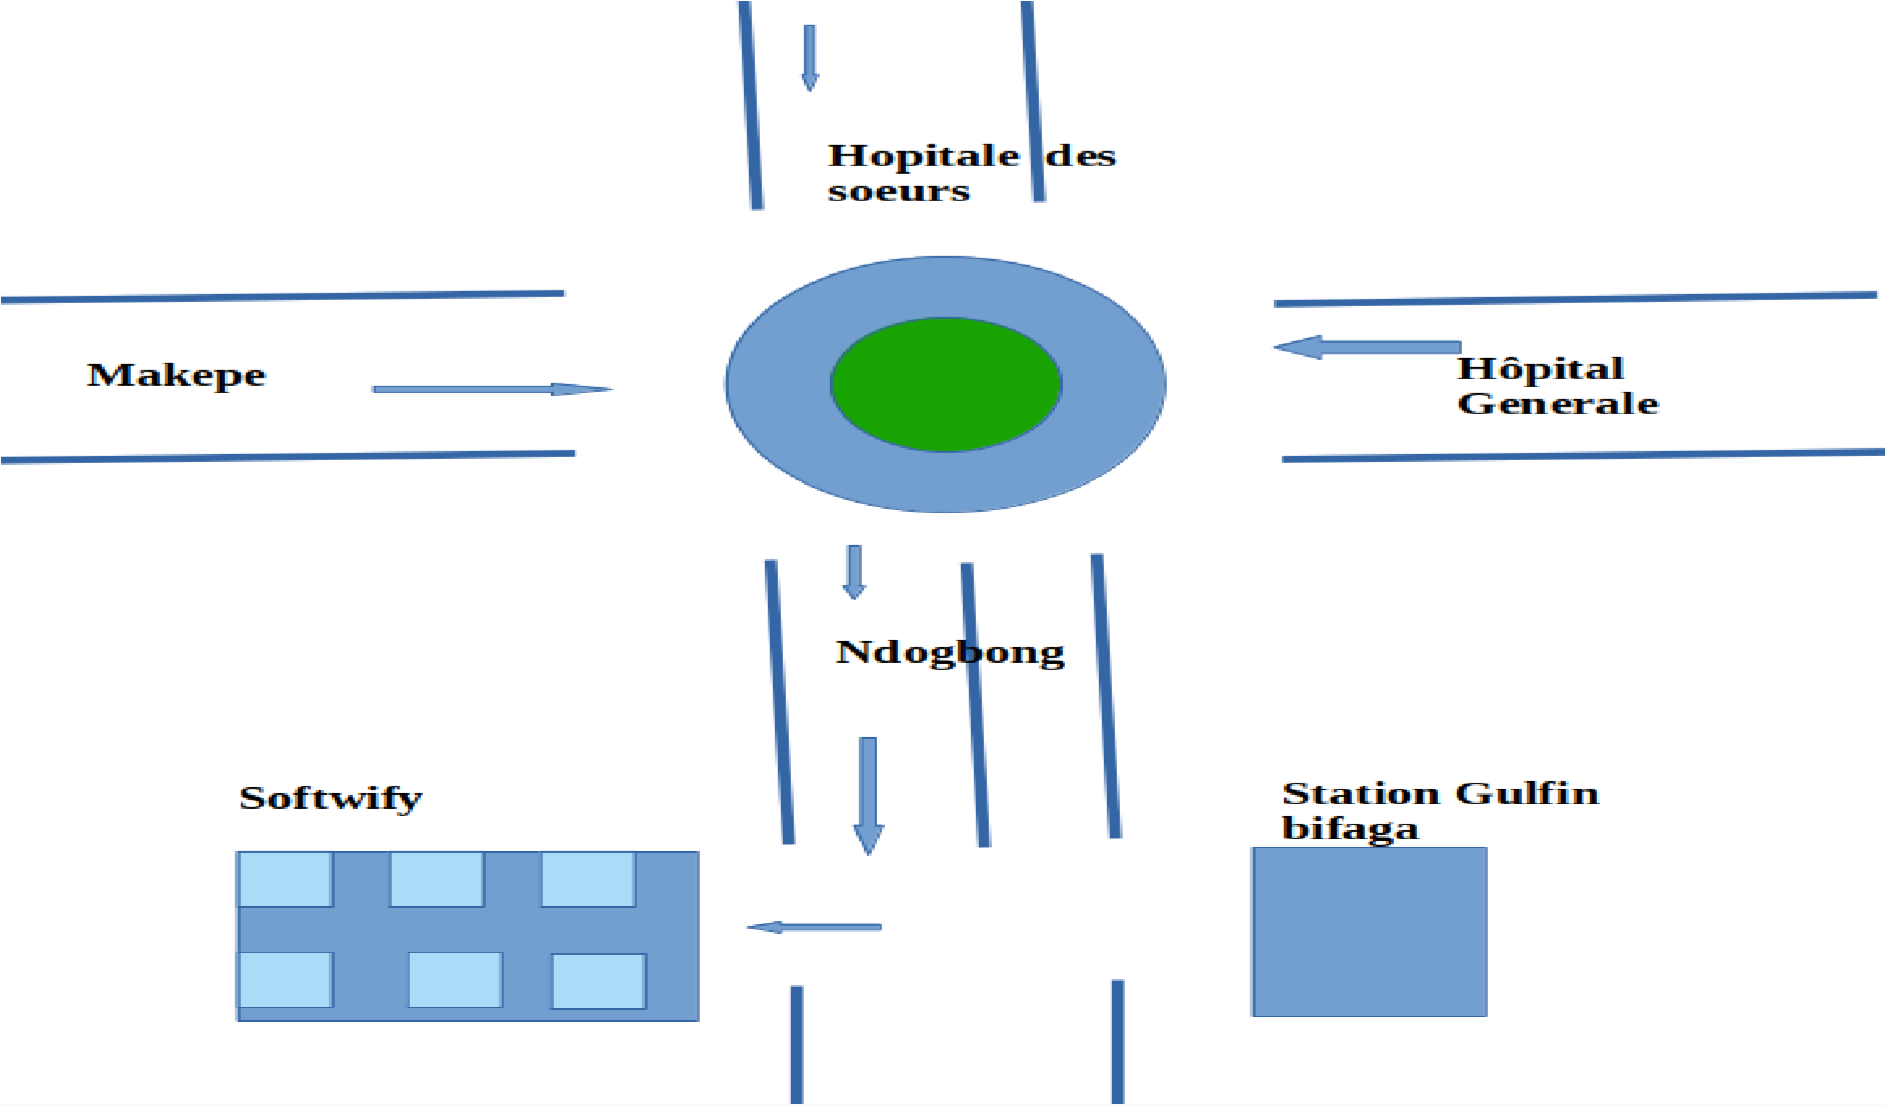 Hopitale des
soeurs
Makepe
Hôpital
Generale
Ndogbong
Softwify
Station Gulfin
bifaga